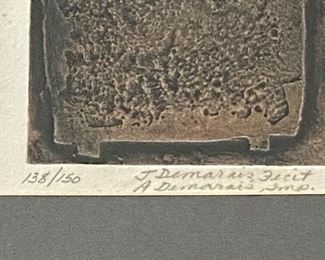 138/150
J Demarais, Fecit
A Demarais, Imp.